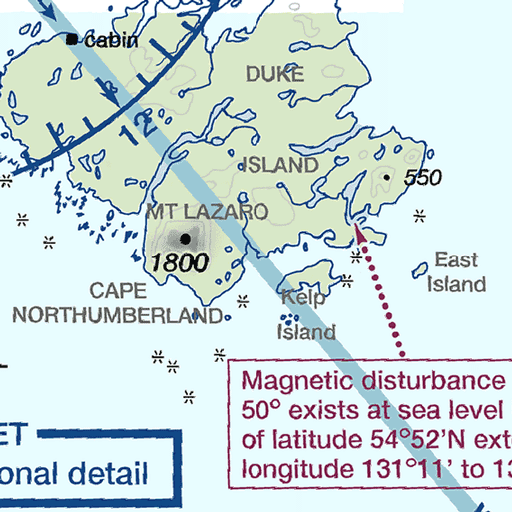 cabin
DUKE
12
ISLAND
550
MT LAZARO
1800
East
Island
CAPE
NORTHUMBERLAND
Kelp
Island
Magnetic disturbance
50° exists at sea level
of latitude 54°52'N ext
longitude 131°11' to 13
ET
onal detail